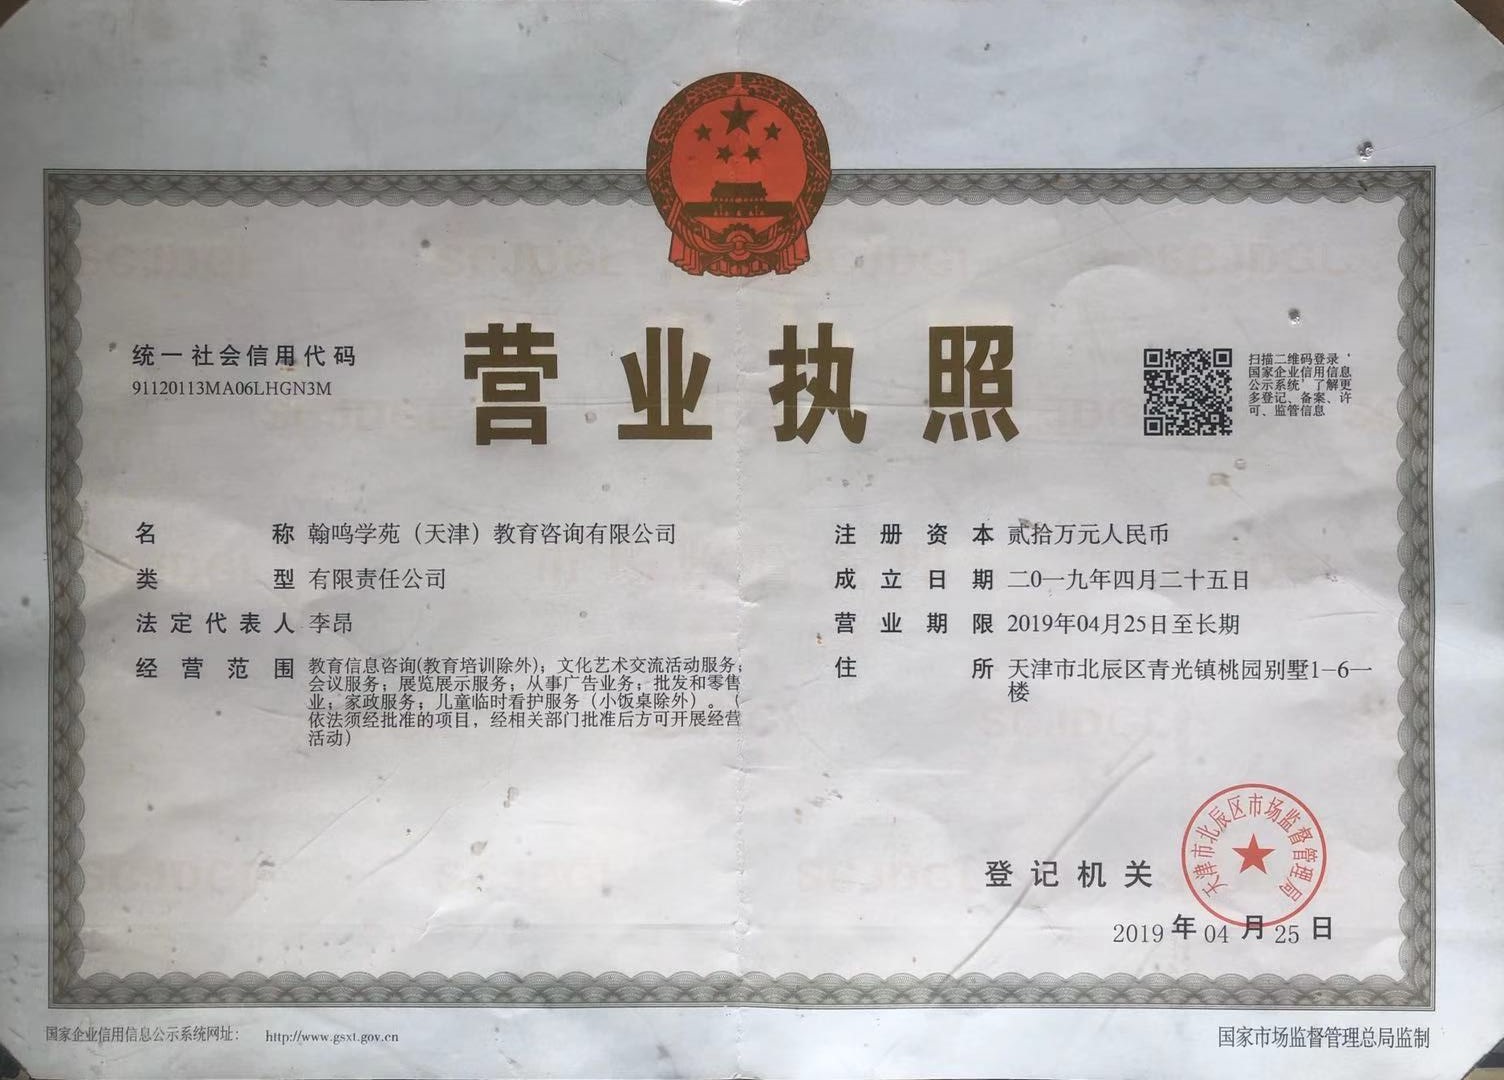 营业执照
统一社会信用代码
91120113MA06LHGN3M
扫描二维码登录‘
国家企业信用信息
公示系统’了解更
多登记、备案、许
可、监管信息
名称 翰鸣学苑（天津）教育咨询有限公司
类型 有限责任公司
法定代表人 李昂
经营范围 教育信息咨询(教育培训除外)；文化艺术交流活动服务；
会议服务；展览展示服务；从事广告业务；批发和零售
业；家政服务；儿童临时看护服务（小饭桌除外）。（
依法须经批准的项目，经相关部门批准后方可开展经营
活动）
注册资本 贰拾万元人民币
成立日期 二0一九年四月二十五日
营业期限 2019年04月25日至长期
住所 天津市北辰区青光镇桃园别墅1-6一
楼
登记机关
天津市北辰区市场监督管理局
2019 年 04 月 25 日
国家企业信用信息公示系统网址： http://www.gsxt.gov.cn
国家市场监督管理总局监制